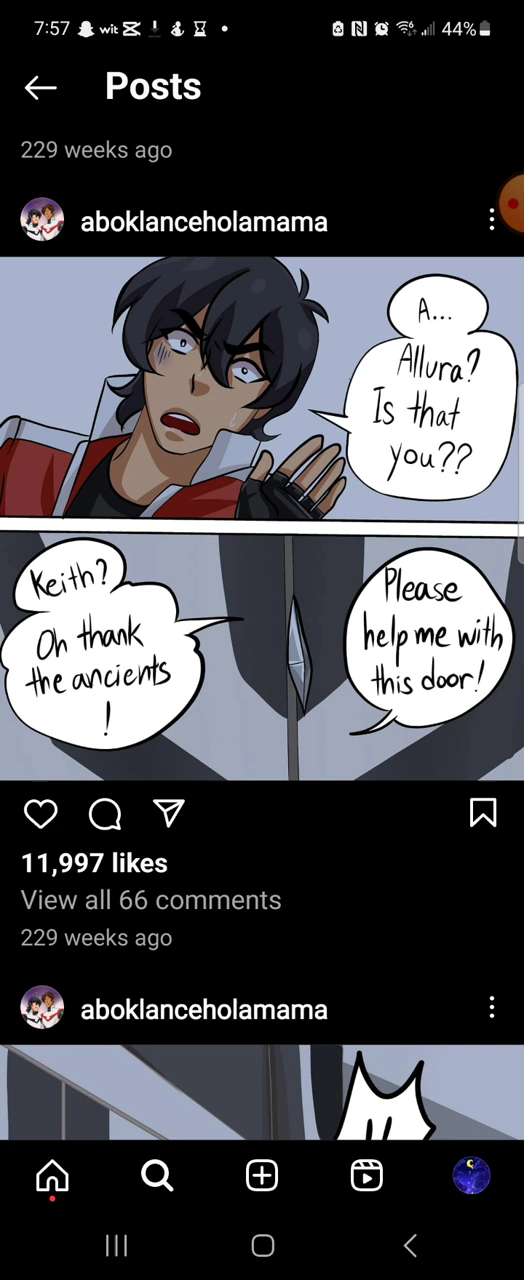 7:57
wit
44%
Posts
229 weeks ago
aboklanceholamama
A...
Allura?
Is that
you??
Keith?
Oh thank
the ancients
!
Please
help me with
this door!
11,997 likes
View all 66 comments
229 weeks ago
aboklanceholamama